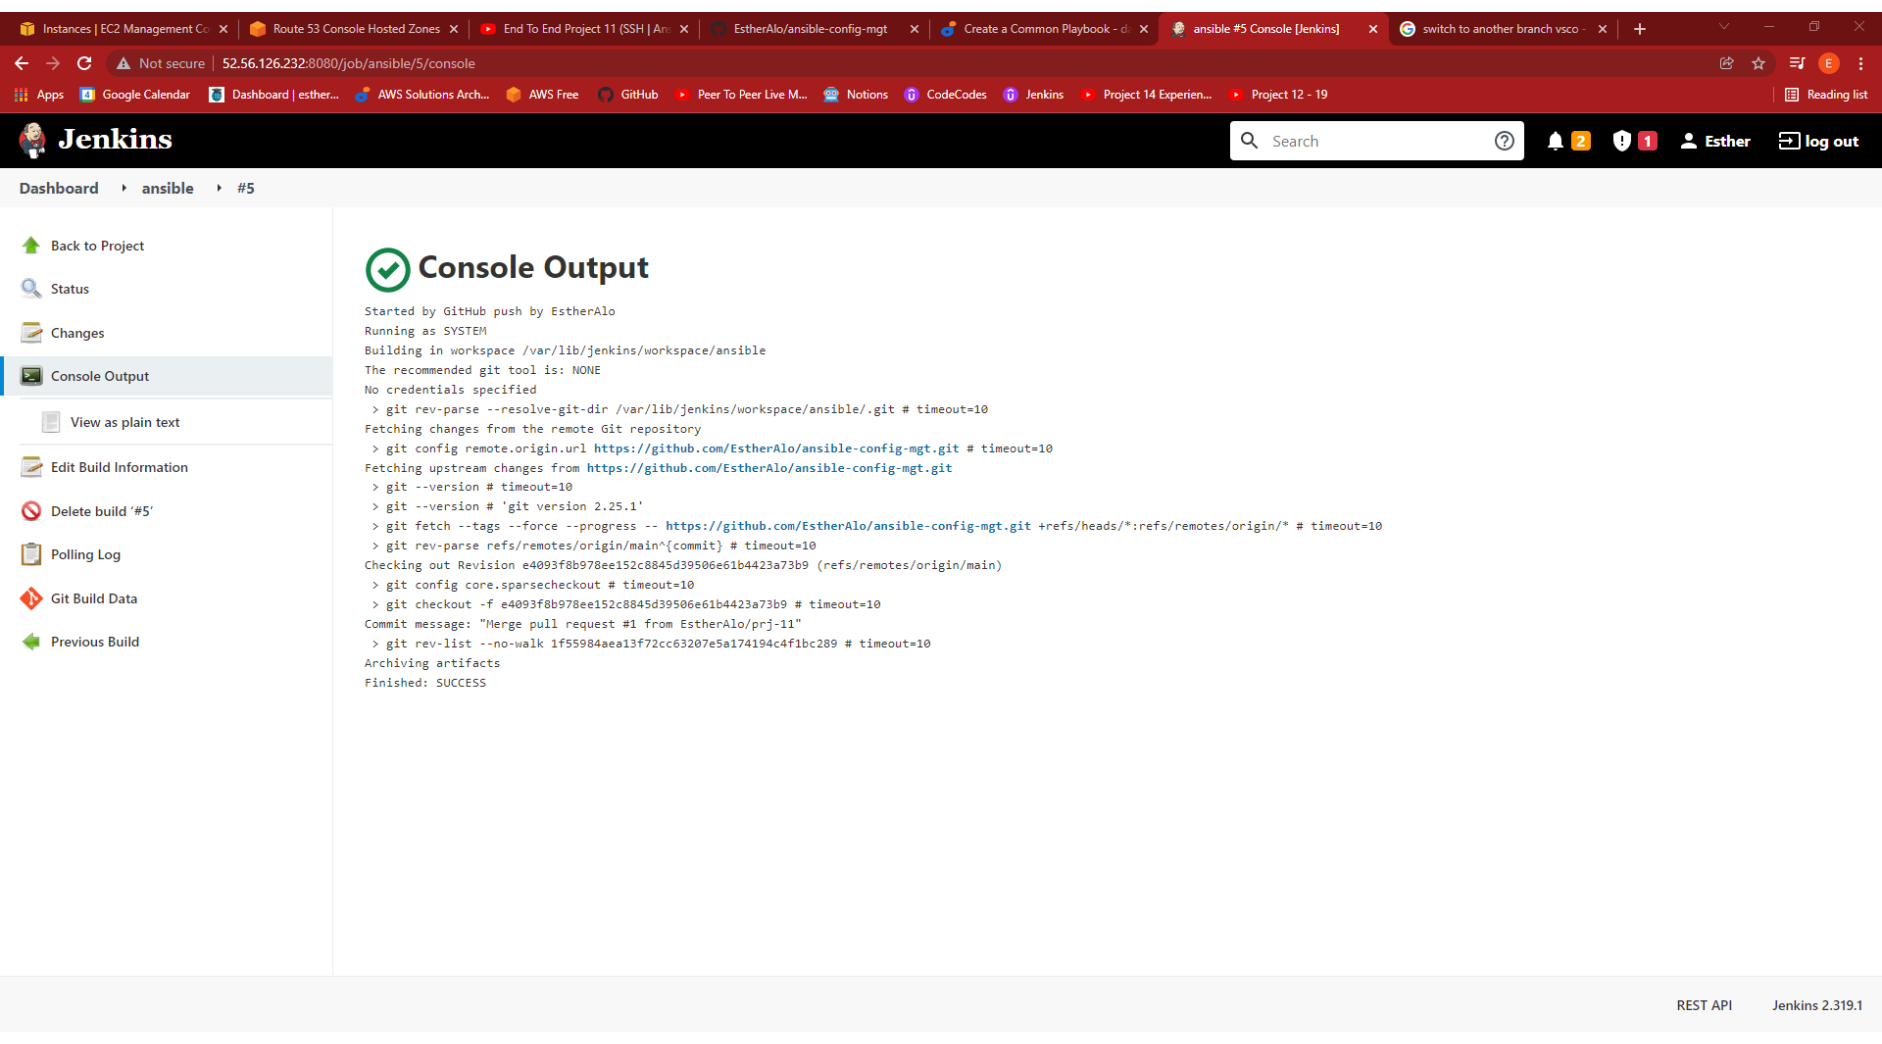 Instances | EC2 Management Co
Route 53 Console Hosted Zones
End To End Project 11 (SSH | Ans
EstherAlo/ansible-config-mgt
Create a Common Playbook - da
ansible #5 Console [Jenkins]
switch to another branch vsco -
Not secure
52.56.126.232:8080/job/ansible/5/console
E
Apps
4
Google Calendar
Dashboard | esther...
AWS Solutions Arch...
AWS Free
GitHub
Peer To Peer Live M...
Notions
CodeCodes
Jenkins
Project 14 Experien...
Project 12 - 19
Reading list
Jenkins
Search
2
1
Esther
log out
Dashboard
ansible
#5
Back to Project
Status
Changes
Console Output
View as plain text
Edit Build Information
Delete build ‘#5’
Polling Log
Git Build Data
Previous Build
Console Output
Started by GitHub push by EstherAlo
Running as SYSTEM
Building in workspace /var/lib/jenkins/workspace/ansible
The recommended git tool is: NONE
No credentials specified
> git rev-parse --resolve-git-dir /var/lib/jenkins/workspace/ansible/.git # timeout=10
Fetching changes from the remote Git repository
> git config remote.origin.url https://github.com/EstherAlo/ansible-config-mgt.git # timeout=10
Fetching upstream changes from https://github.com/EstherAlo/ansible-config-mgt.git
> git --version # timeout=10
> git --version # 'git version 2.25.1'
> git fetch --tags --force --progress -- https://github.com/EstherAlo/ansible-config-mgt.git +refs/heads/*:refs/remotes/origin/* # timeout=10
> git rev-parse refs/remotes/origin/main^{commit} # timeout=10
Checking out Revision e4093f8b978ee152c8845d39506e61b4423a73b9 (refs/remotes/origin/main)
> git config core.sparsecheckout # timeout=10
> git checkout -f e4093f8b978ee152c8845d39506e61b4423a73b9 # timeout=10
Commit message: "Merge pull request #1 from EstherAlo/prj-11"
> git rev-list --no-walk 1f55984aea13f72cc63207e5a174194c4f1bc289 # timeout=10
Archiving artifacts
Finished: SUCCESS
REST API
Jenkins 2.319.1